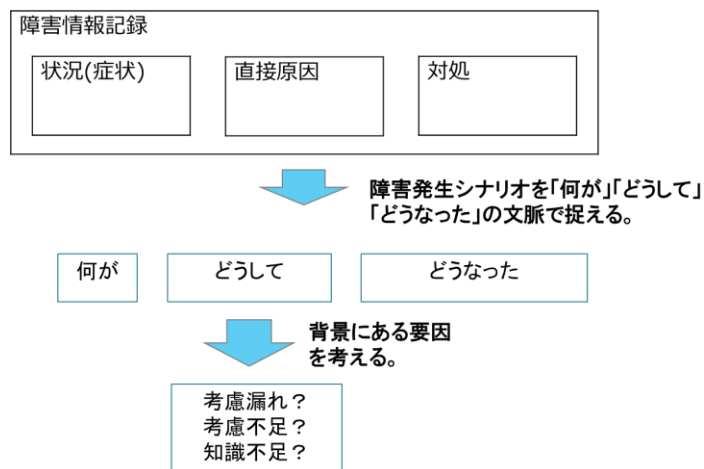 障害情報記録
状況(症状)
直接原因
対処
障害発生シナリオを「何が」「どうして」
「どうなった」の文脈で捉える。
何が
どうして
どうなった
背景にある要因
を考える。
考慮漏れ？
考慮不足？
知識不足？